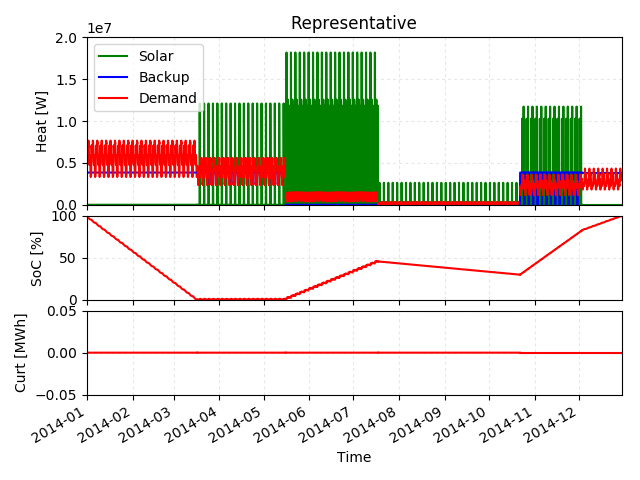 Representative
1e7
2.0
1.5
1.0
0.5
0.0
Heat [W]
Solar
Backup
Demand
100
50
0
SoC [%]
0.05
0.00
−0.05
Curt [MWh]
2014-01
2014-02
2014-03
2014-04
2014-05
2014-06
2014-07
2014-08
2014-09
2014-10
2014-11
2014-12
Time